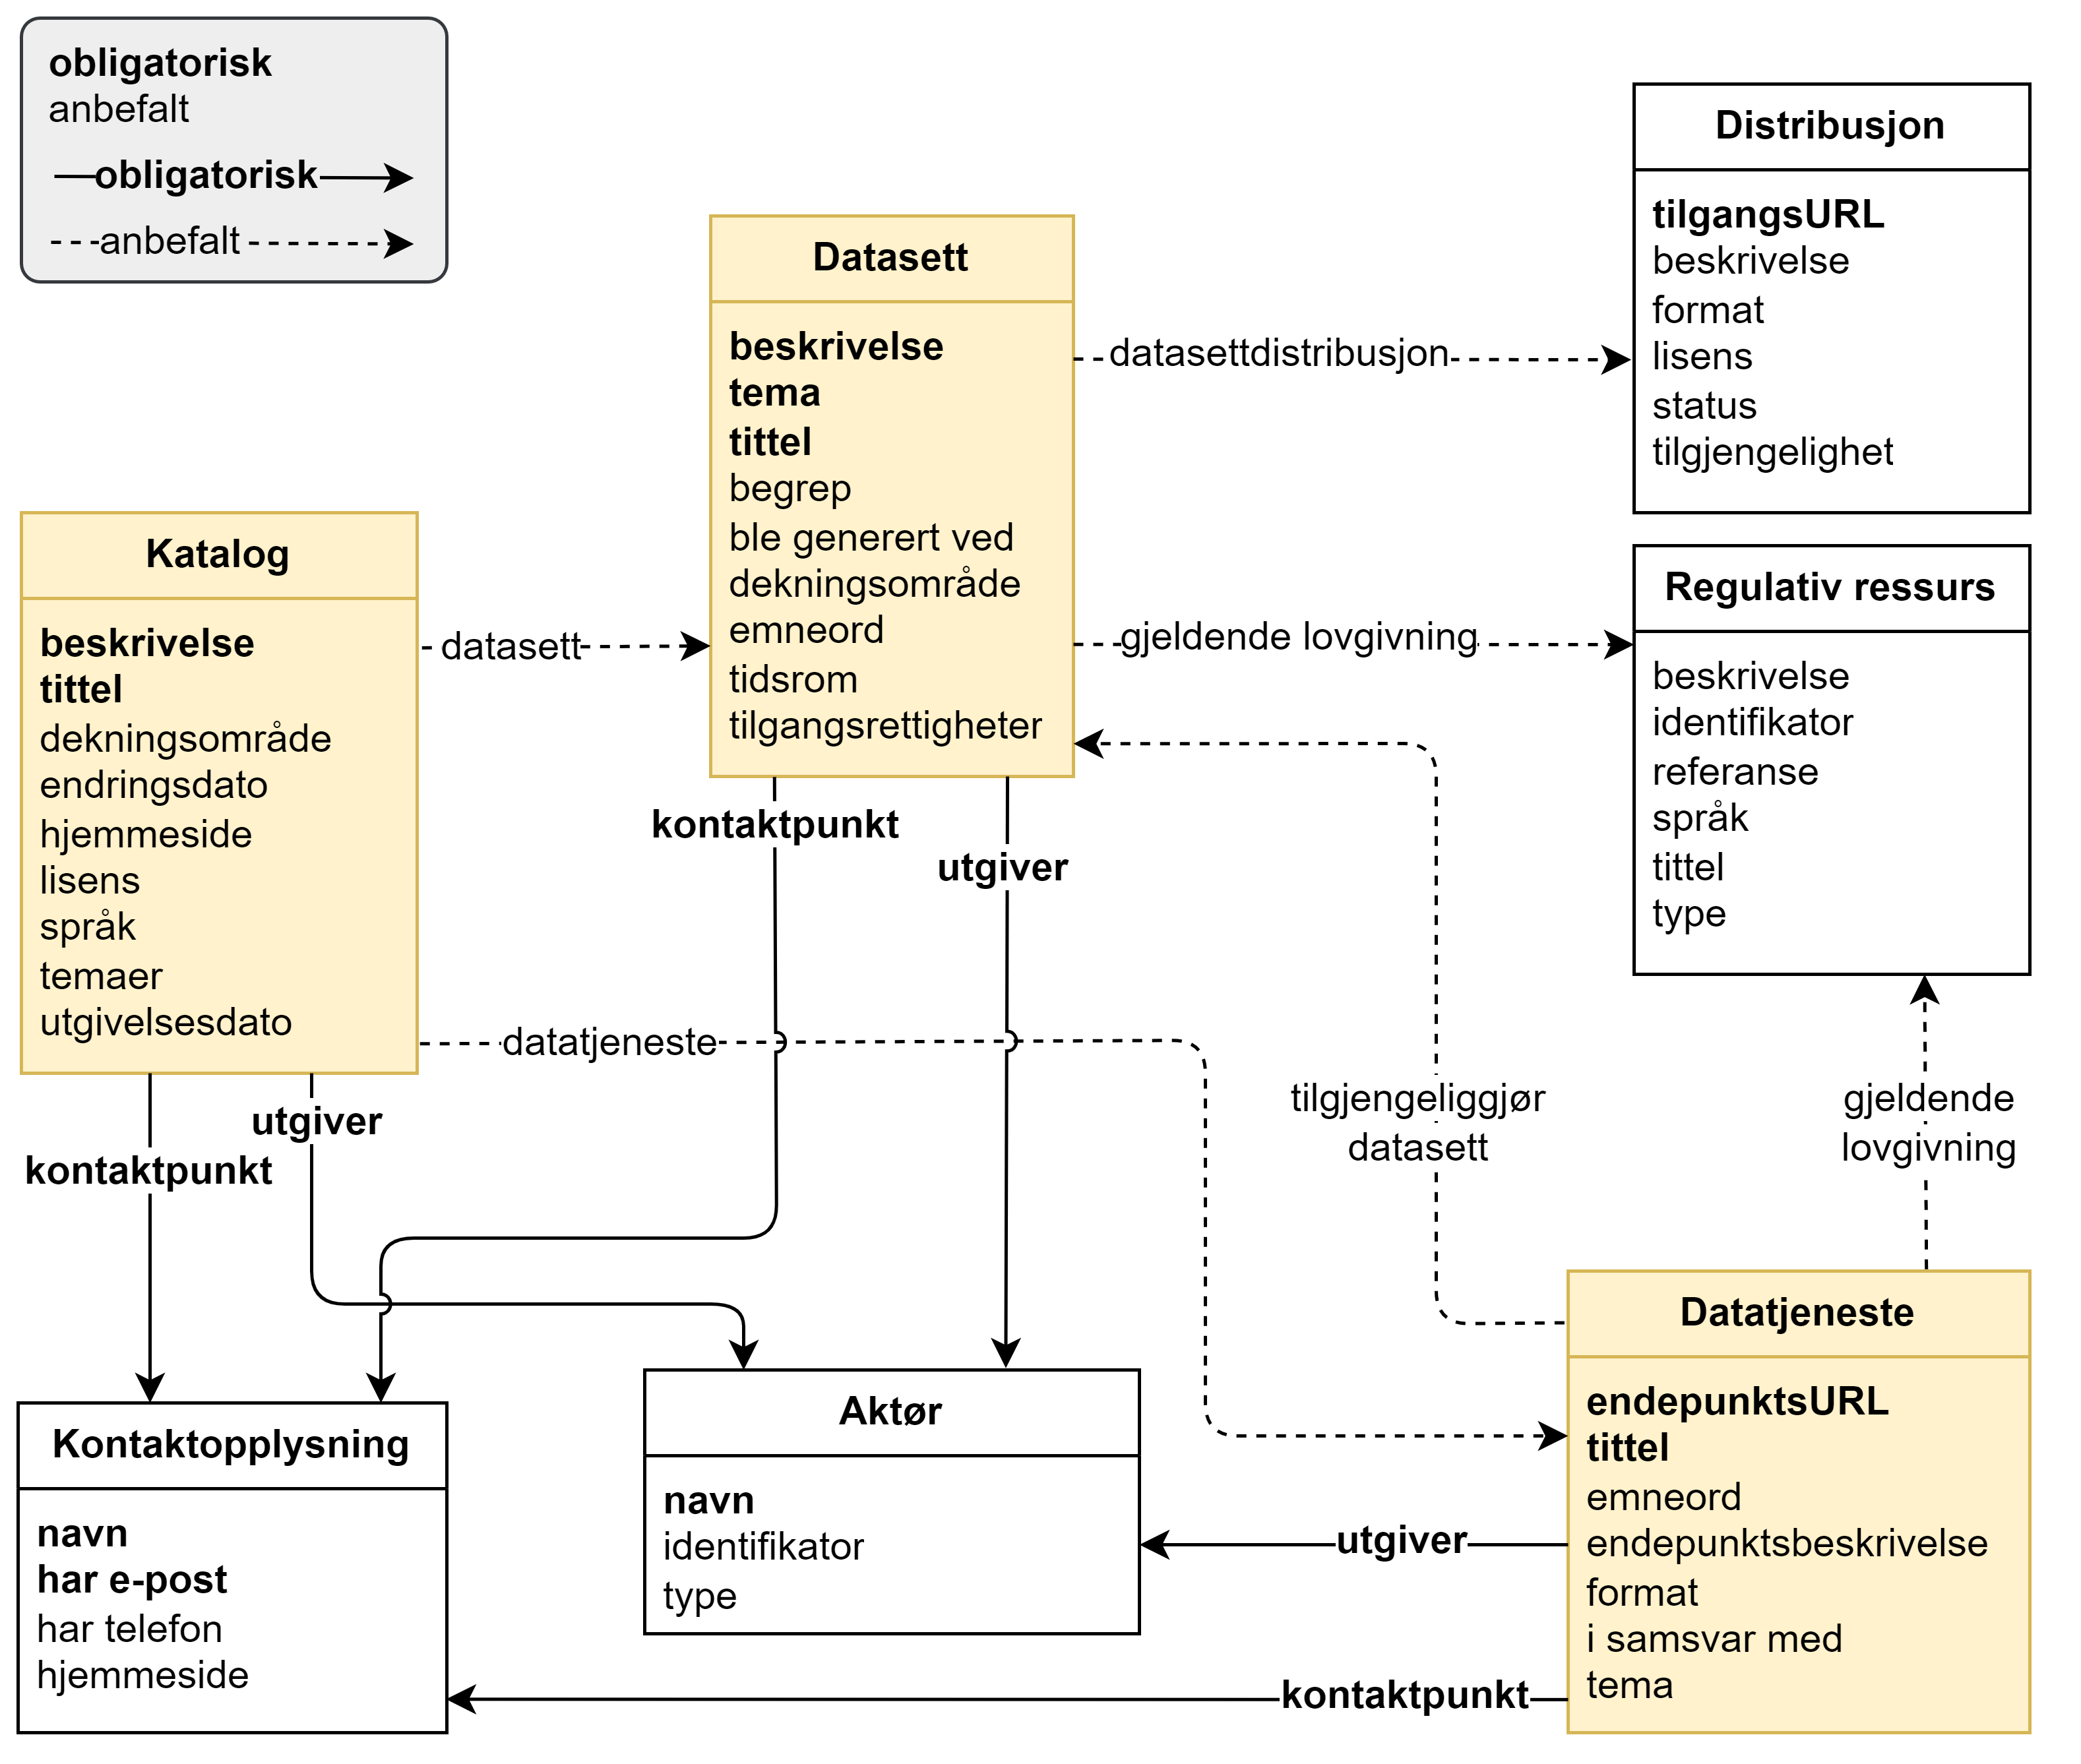 obligatorisk
anbefalt
obligatorisk
anbefalt
Distribusjon
tilgangsURL
beskrivelse
format
lisens
status
tilgjengelighet
Datasett
beskrivelse
tema
tittel
begrep
ble generert ved
dekningsområde
emneord
tidsrom
tilgangsrettigheter
datasettdistribusjon
Katalog
beskrivelse
tittel
dekningsområde
endringsdato
hjemmeside
lisens
språk
temaer
utgivelsesdato
datasett
gjeldende lovgivning
Regulativ ressurs
beskrivelse
identifikator
referanse
språk
tittel
type
kontaktpunkt
utgiver
datatjeneste
utgiver
kontaktpunkt
tilgjengeliggjør
datasett
gjeldende
lovgivning
Datatjeneste
endepunktsURL
tittel
emneord
endepunktsbeskrivelse
format
i samsvar med
tema
Kontaktopplysning
navn
har e-post
har telefon
hjemmeside
Aktør
navn
identifikator
type
utgiver
kontaktpunkt